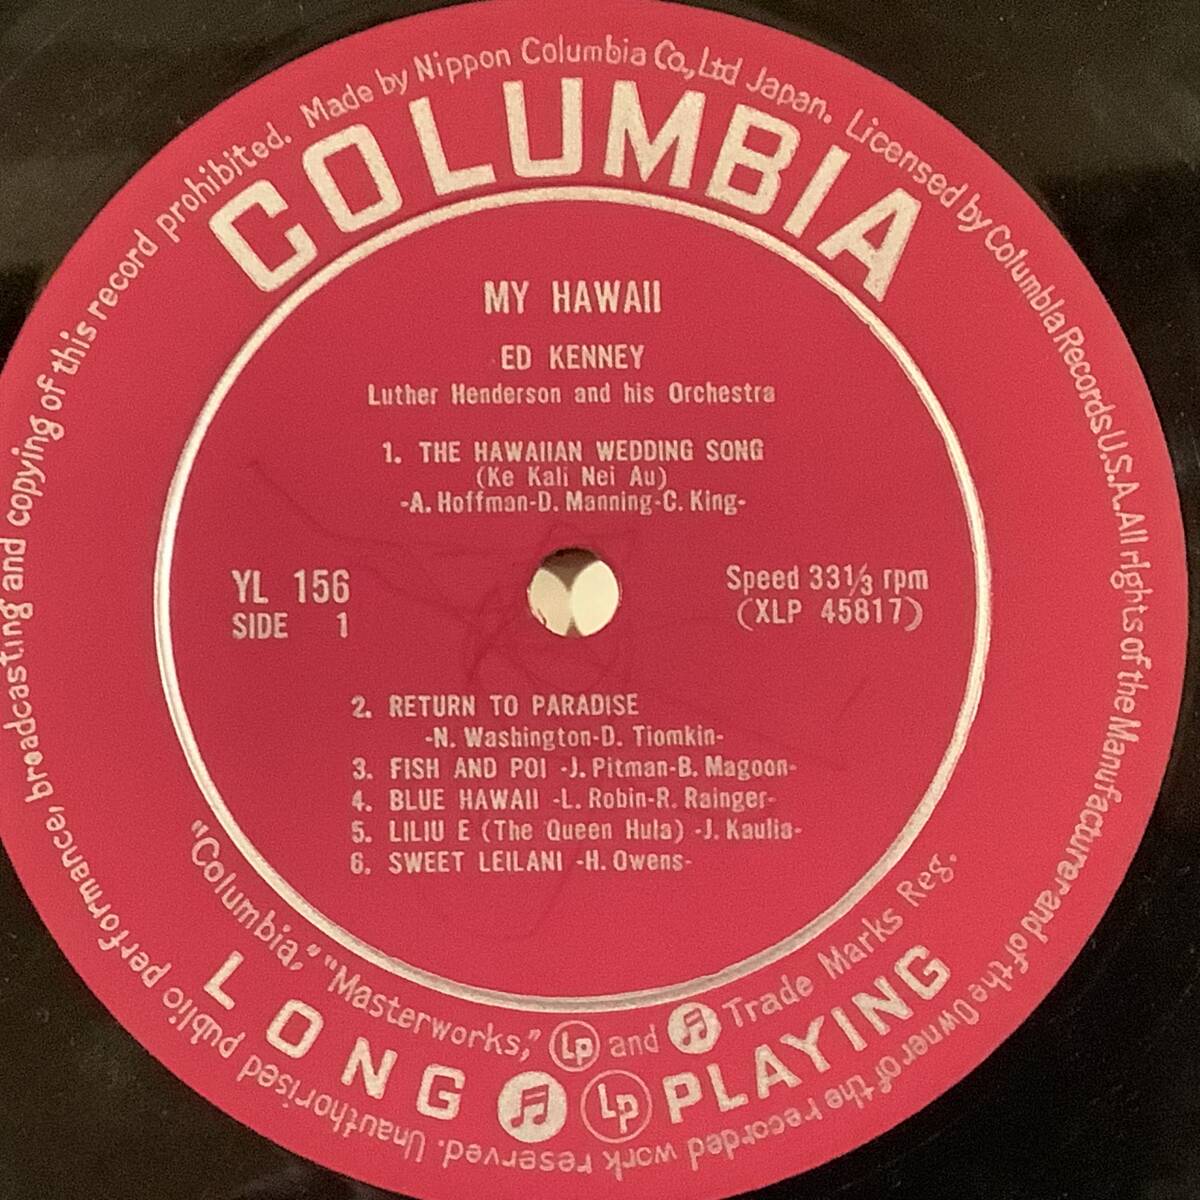 Made by Nippon Columbia Co., Ltd Japan. Licensed by Columbia Records U.S.A. All rights of the Manufacturer and of the Owner of the recorded work reserved. Unauthorised public performance, broadcasting and copying of this record prohibited.
COLUMBIA
MY HAWAII
ED KENNEY
Luther Henderson and his Orchestra
1. THE HAWAIIAN WEDDING SONG
(Ke Kali Nei Au)
-A. Hoffman-D. Manning-C. King-
YL 156
SIDE 1
Speed 33 1/3 rpm
(XLP 45817)
2. RETURN TO PARADISE
-N. Washington-D. Tiomkin-
3. FISH AND POI -J. Pitman-B. Magoon-
4. BLUE HAWAII -L. Robin-R. Rainger-
5. LILIU E (The Queen Hula) -J. Kaulia-
6. SWEET LEILANI -H. Owens-
"Columbia," "Masterworks," Lp and Trade Marks Reg.
LONG Lp PLAYING